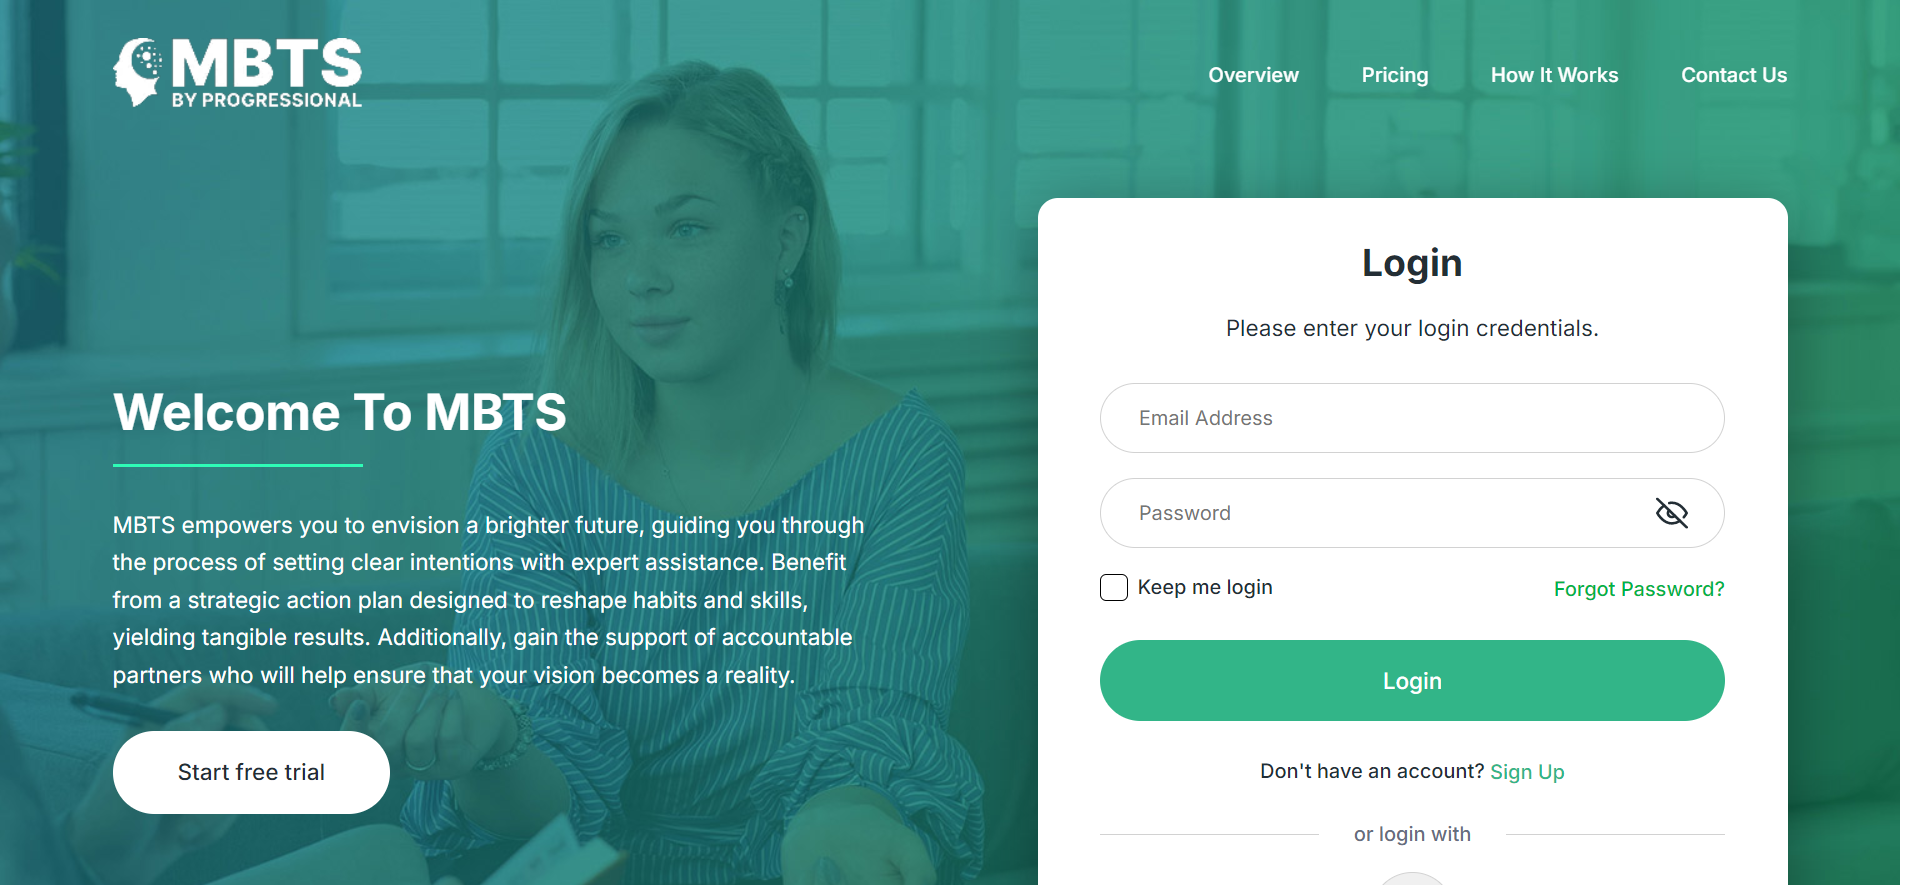 MBTS
BY PROGRESSIONAL
Overview
Pricing
How It Works
Contact Us
Welcome To MBTS
MBTS empowers you to envision a brighter future, guiding you through
the process of setting clear intentions with expert assistance. Benefit
from a strategic action plan designed to reshape habits and skills,
yielding tangible results. Additionally, gain the support of accountable
partners who will help ensure that your vision becomes a reality.
Start free trial
Login
Please enter your login credentials.
Email Address
Password
Keep me login
Forgot Password?
Login
Don't have an account? Sign Up
or login with